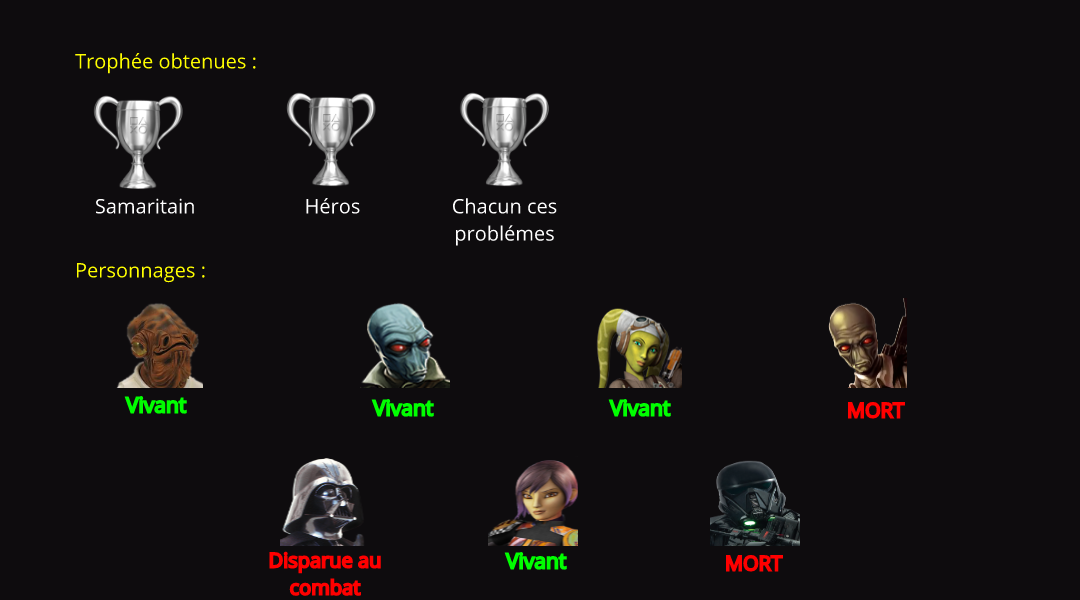 Trophée obtenues :
Samaritain
Héros
Chacun ces
problémes
Personnages :
Vivant
Vivant
Vivant
MORT
Disparue au
combat
Vivant
MORT